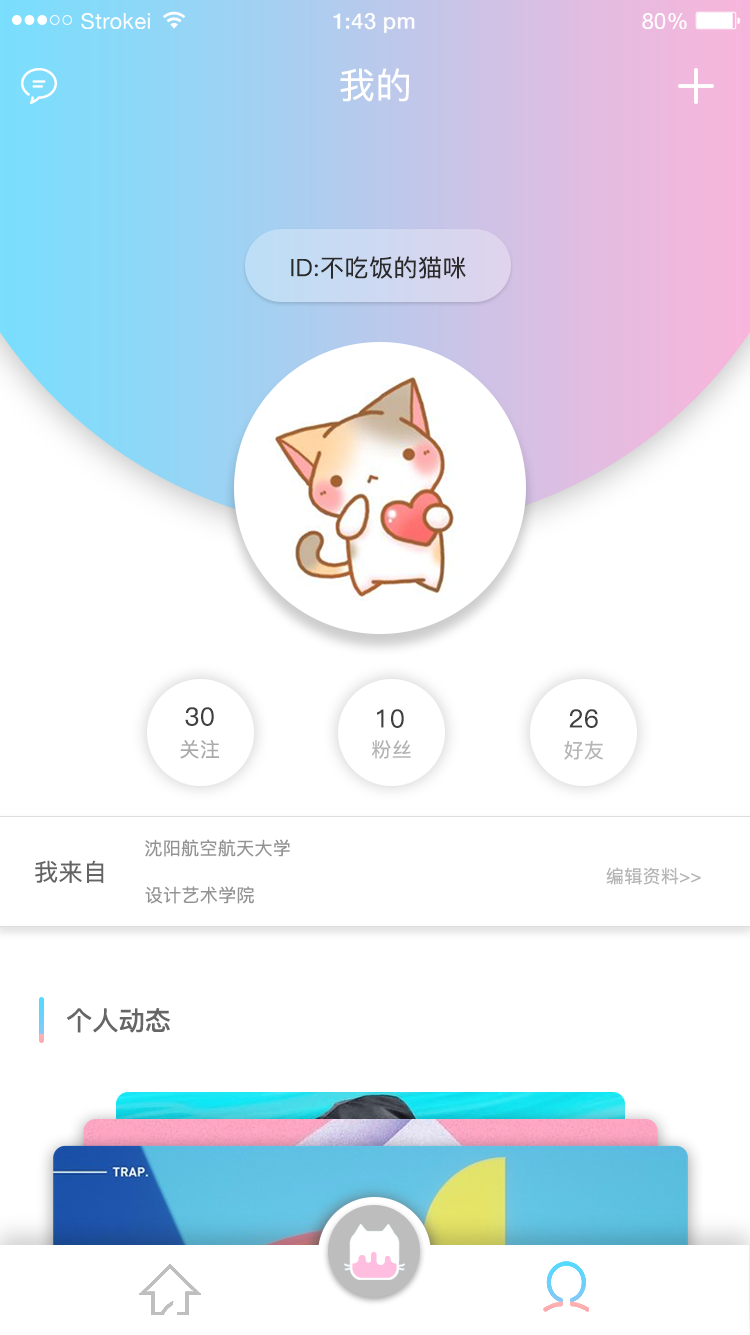 Strokei 1:43 pm 80%
我的
ID:不吃饭的猫咪
30 10 26
关注 粉丝 好友
我来自
沈阳航空航天大学
设计艺术学院
编辑资料>>
个人动态
TRAP.